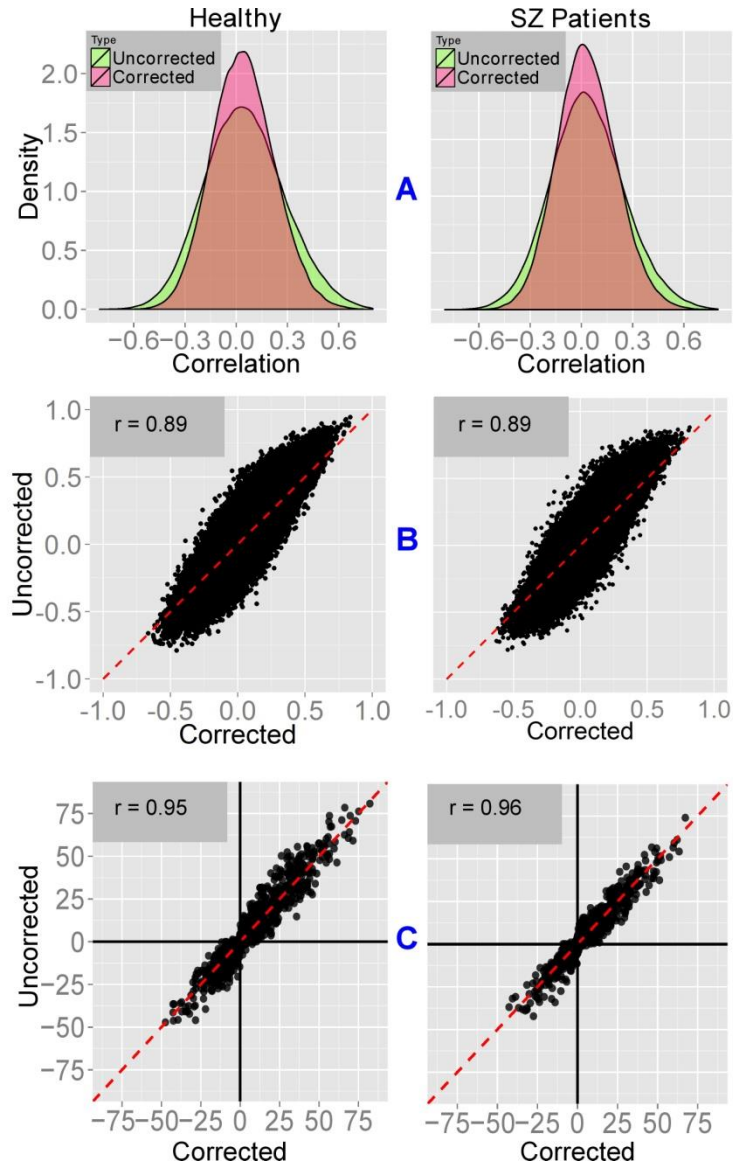 Healthy
SZ Patients
Type
Uncorrected
Corrected
Type
Uncorrected
Corrected
Density
2.0
1.5
1.0
0.5
0.0
A
−0.6 −0.3 0.0 0.3 0.6
−0.6 −0.3 0.0 0.3 0.6
Correlation
Correlation
r = 0.89
r = 0.89
Uncorrected
1.0
0.5
0.0
-0.5
-1.0
B
-1.0 -0.5 0.0 0.5 1.0
-1.0 -0.5 0.0 0.5 1.0
Corrected
Corrected
r = 0.95
r = 0.96
Uncorrected
75
50
25
0
−25
−50
−75
C
−75 −50 −25 0 25 50 75
−75 −50 −25 0 25 50 75
Corrected
Corrected